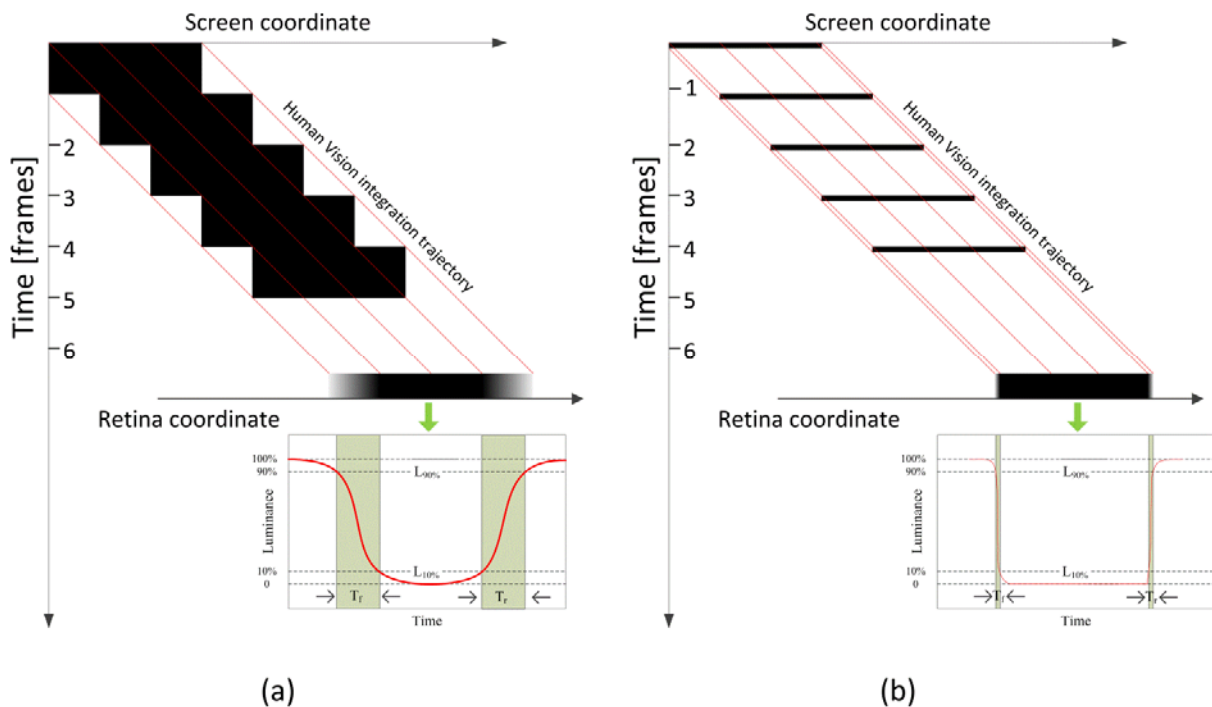 Screen coordinate
Time [frames]
2
3
4
5
6
Human Vision integration trajectory
Retina coordinate
100%
90%
L90%
Luminance
10%
L10%
0
Tf
Tr
Time
(a)
Screen coordinate
Time [frames]
1
2
3
4
5
6
Human Vision integration trajectory
Retina coordinate
100%
90%
L90%
Luminance
10%
L10%
0
Tf
Tr
Time
(b)